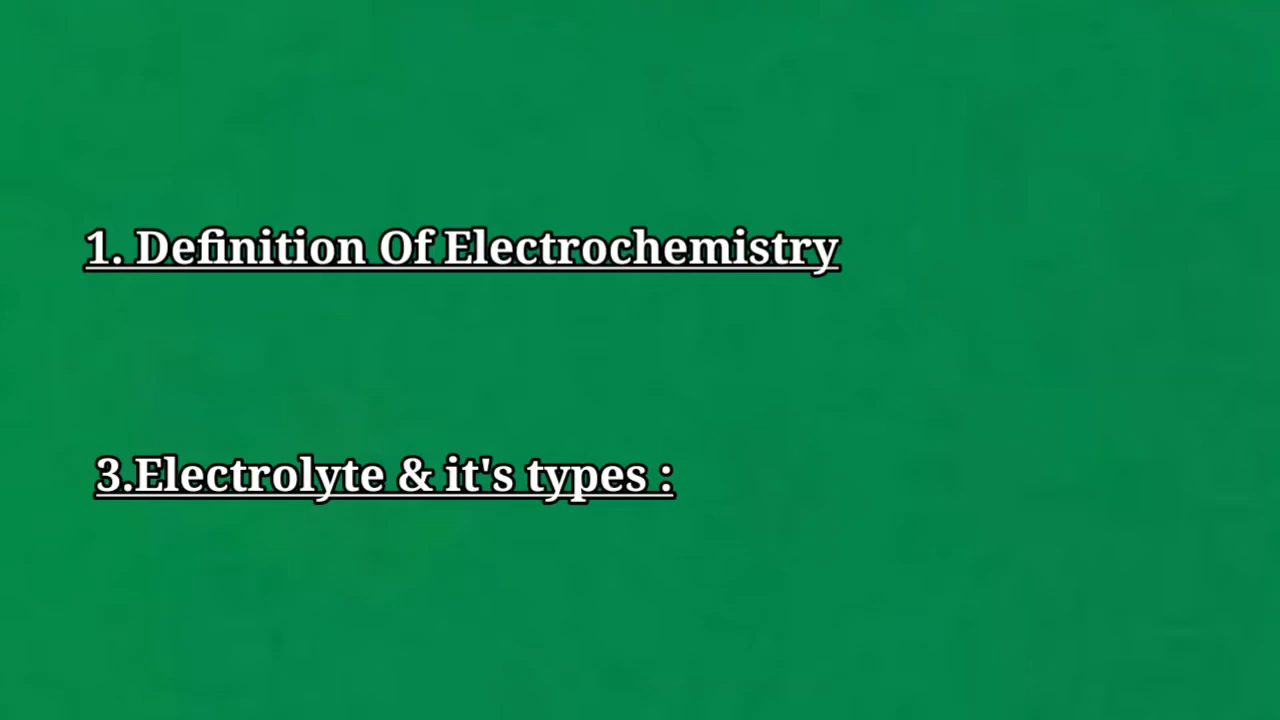 1. Definition Of Electrochemistry
3.Electrolyte & it's types :